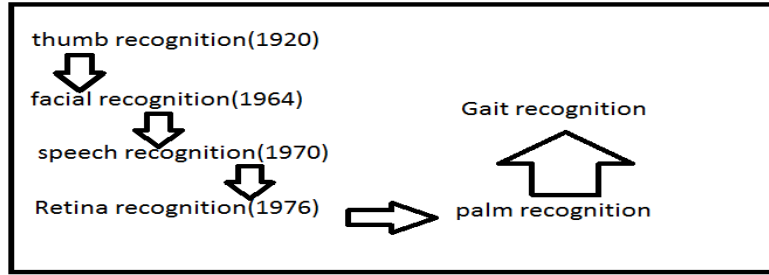 thumb recognition(1920)
facial recognition(1964)
speech recognition(1970)
Retina recognition(1976)
palm recognition
Gait recognition